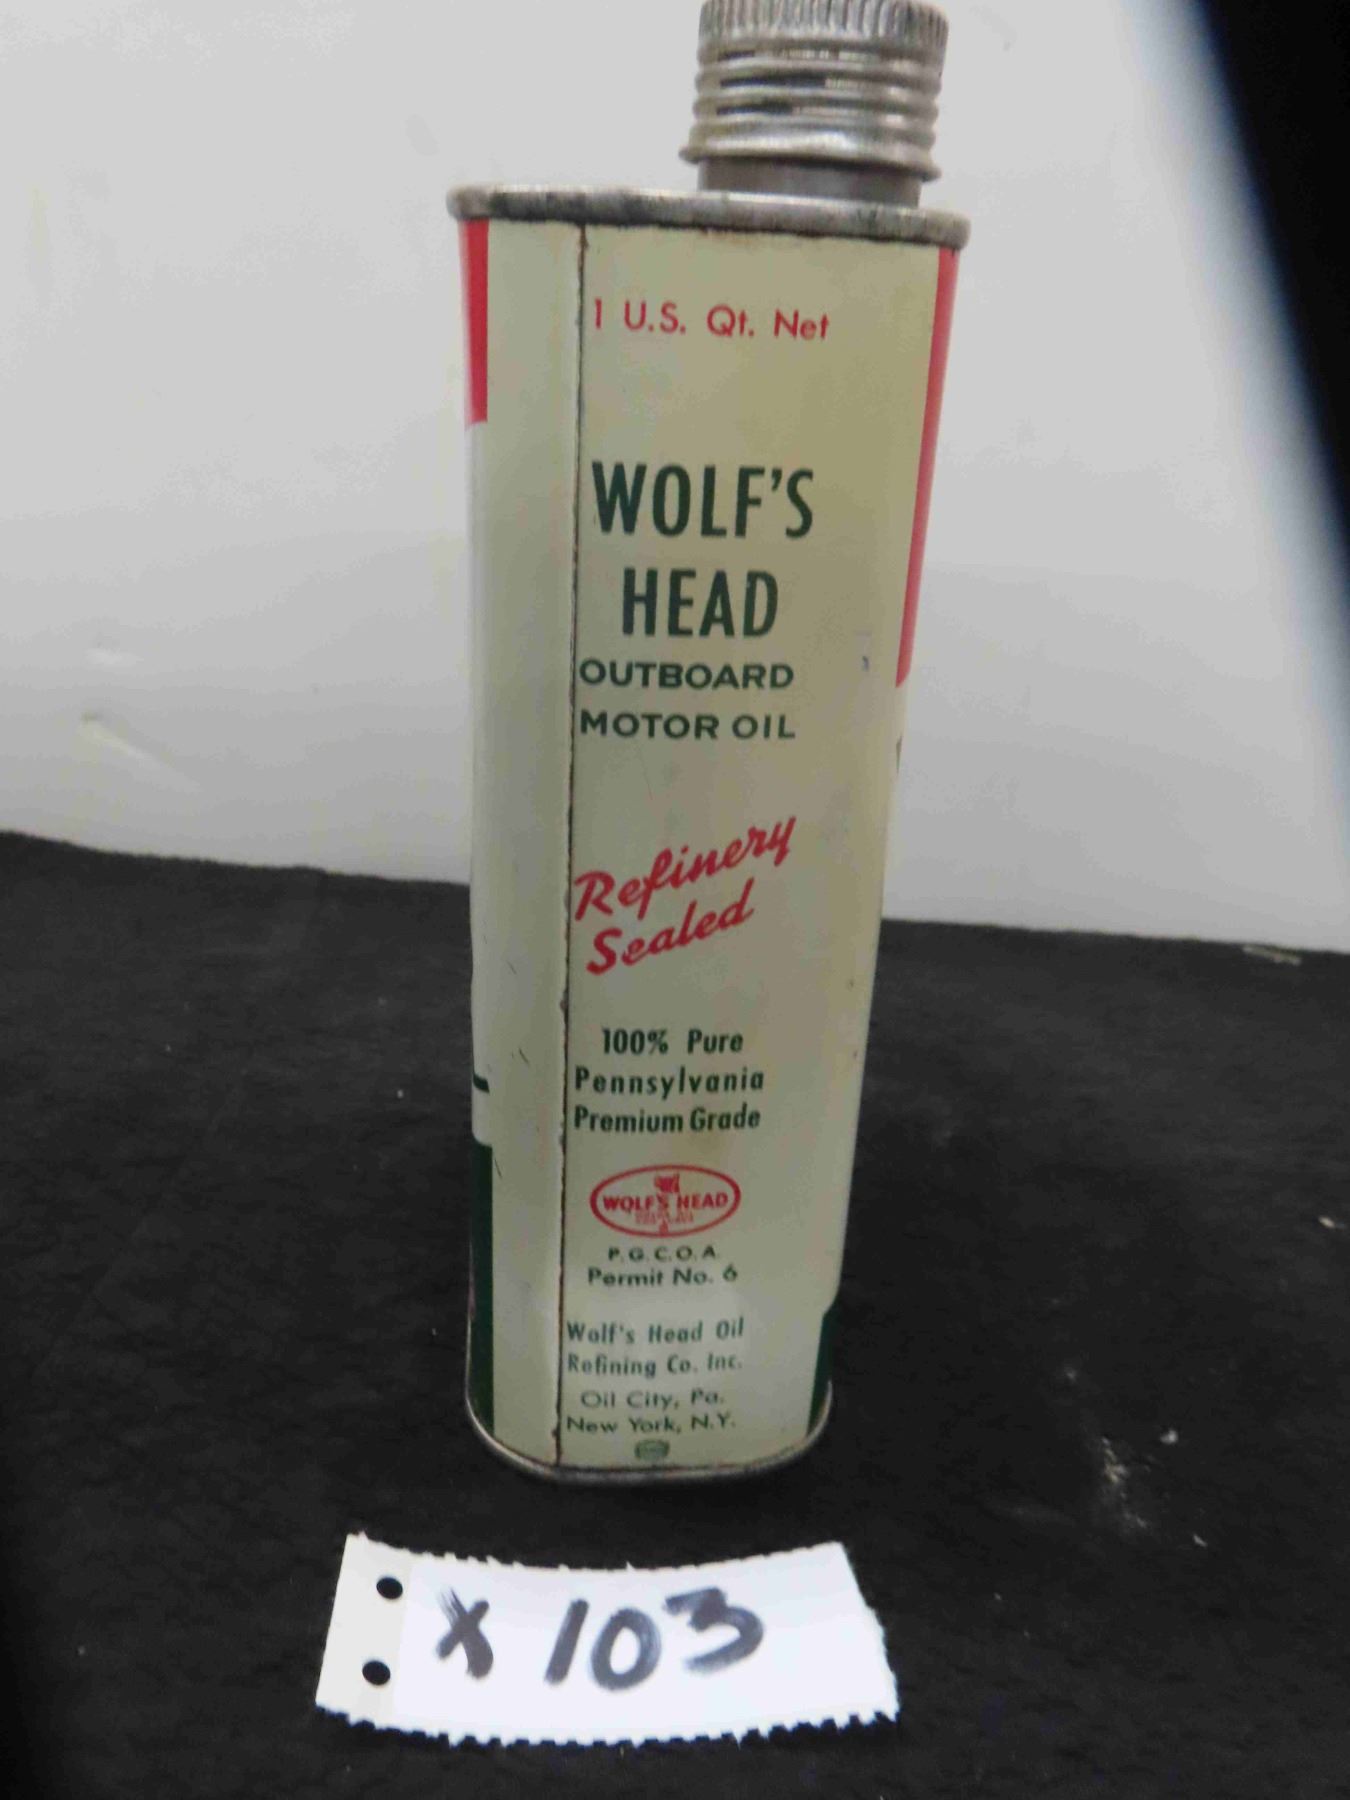 1 U.S. Qt. Net
WOLF'S
HEAD
OUTBOARD
MOTOR OIL
Refinery
Sealed
100% Pure
Pennsylvania
Premium Grade
WOLF'S HEAD
P.G.C.O.A.
Permit No. 6
Wolf's Head Oil
Refining Co. Inc.
Oil City, Pa.
New York, N.Y.
X 103